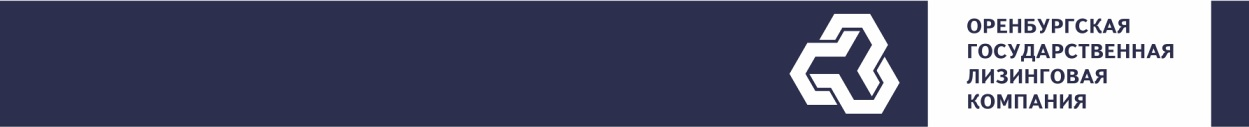 ОРЕНБУРГСКАЯ
ГОСУДАРСТВЕННАЯ
ЛИЗИНГОВАЯ
КОМПАНИЯ